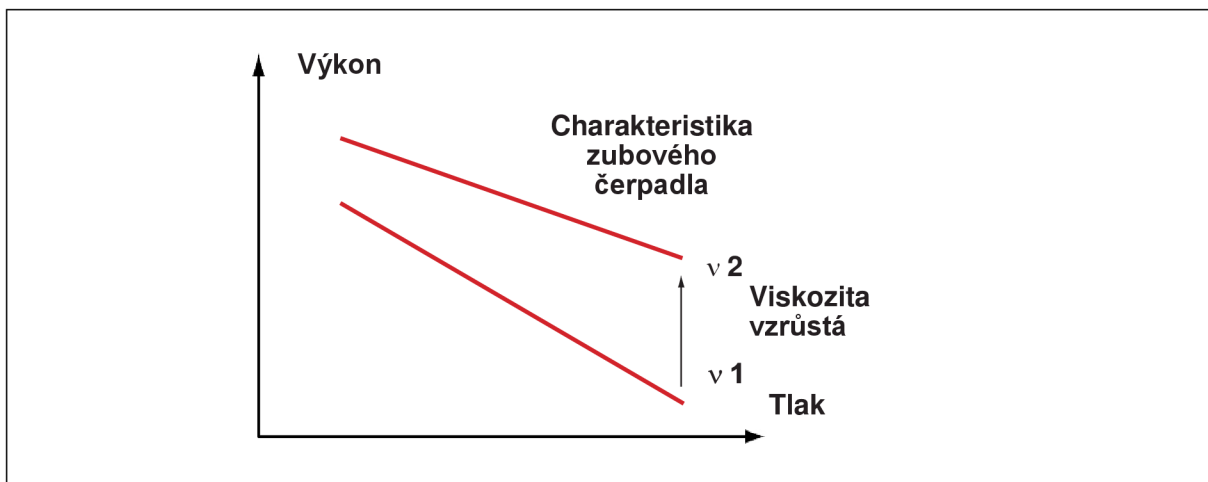 Výkon
Charakteristika
zubového
čerpadla
ν 2
Viskozita
vzrůstá
ν 1
Tlak